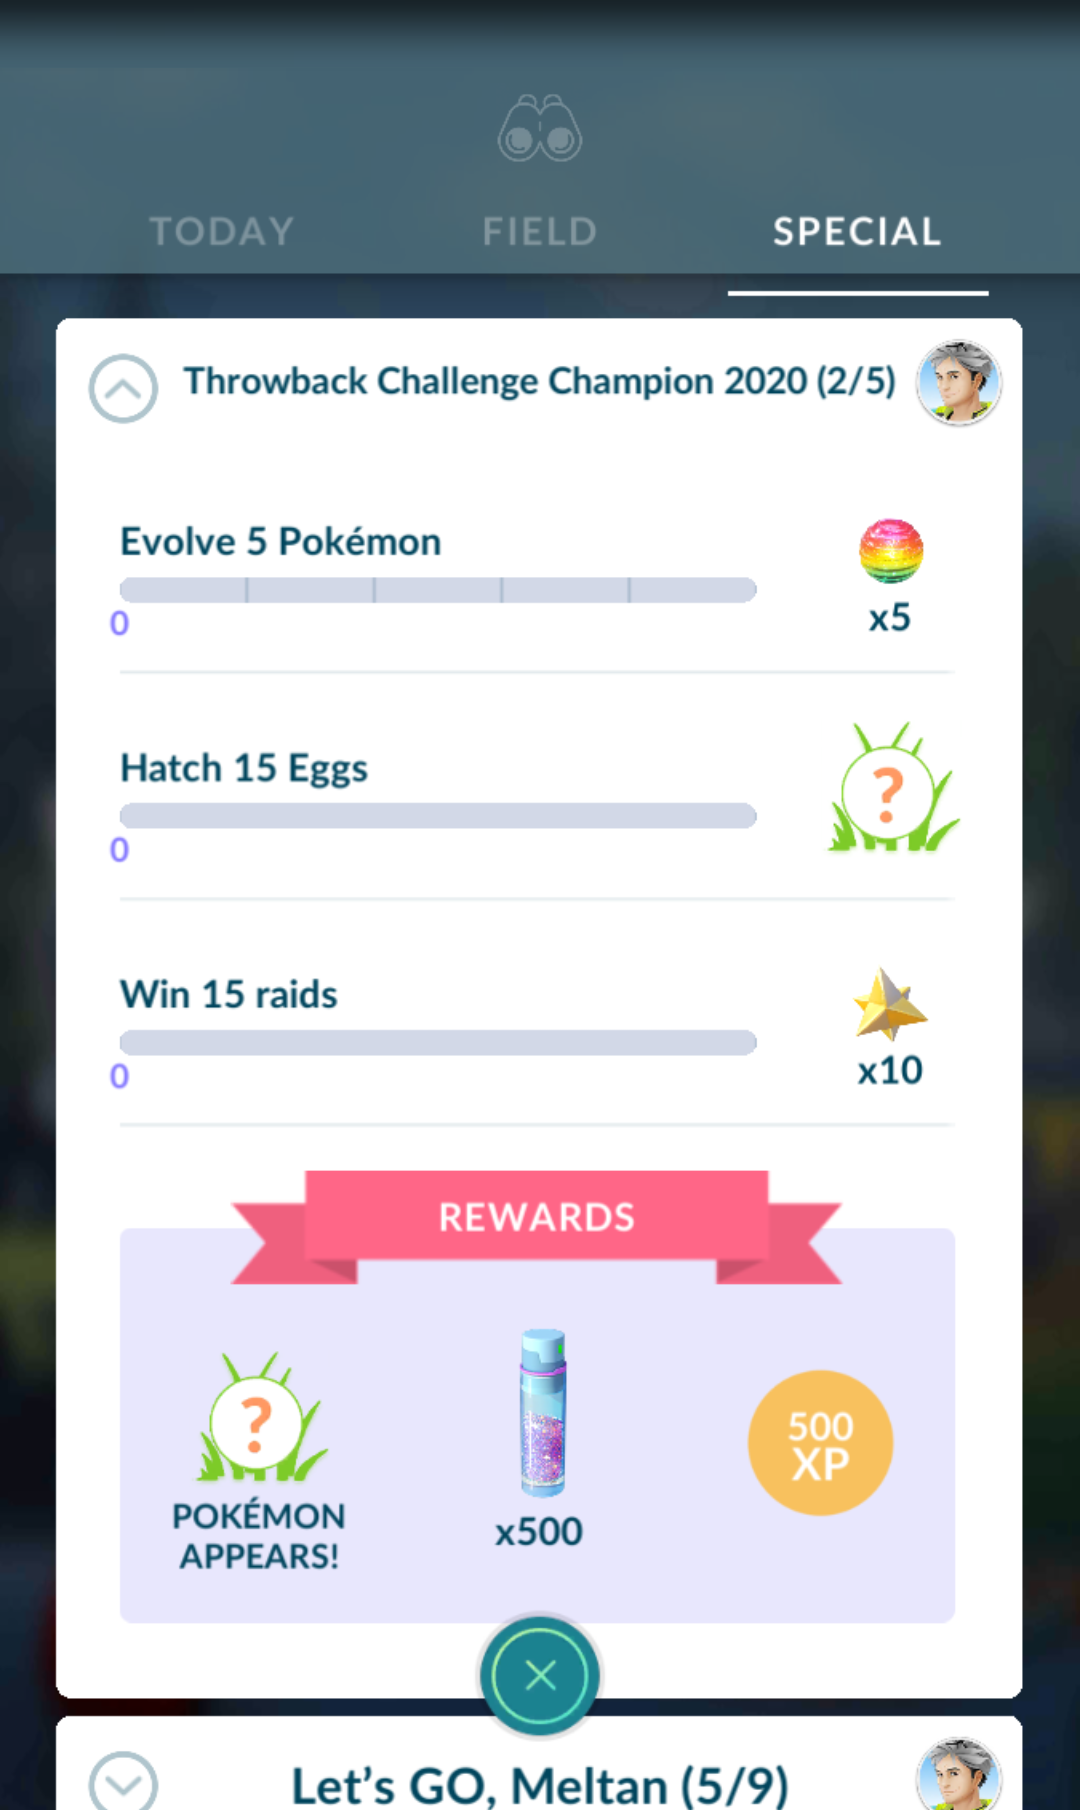 TODAY
FIELD
SPECIAL
Throwback Challenge Champion 2020 (2/5)
Evolve 5 Pokémon
0
x5
Hatch 15 Eggs
0
?
Win 15 raids
0
x10
REWARDS
?
POKÉMON
APPEARS!
x500
500
XP
Let's GO, Meltan (5/9)